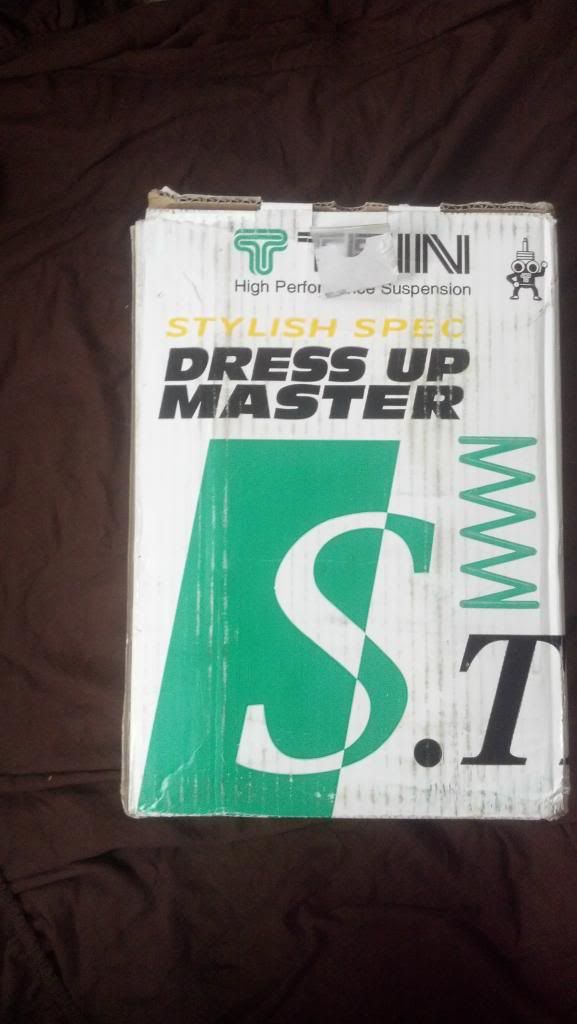 High Suspension
STYLISH SPEC
DRESS UP
MASTER
S.T